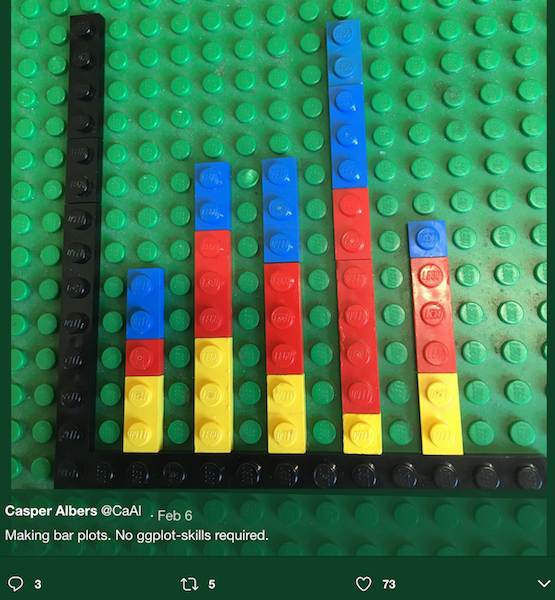 Casper Albers @CaAl . Feb 6
Making bar plots. No ggplot-skills required.
3 5 73